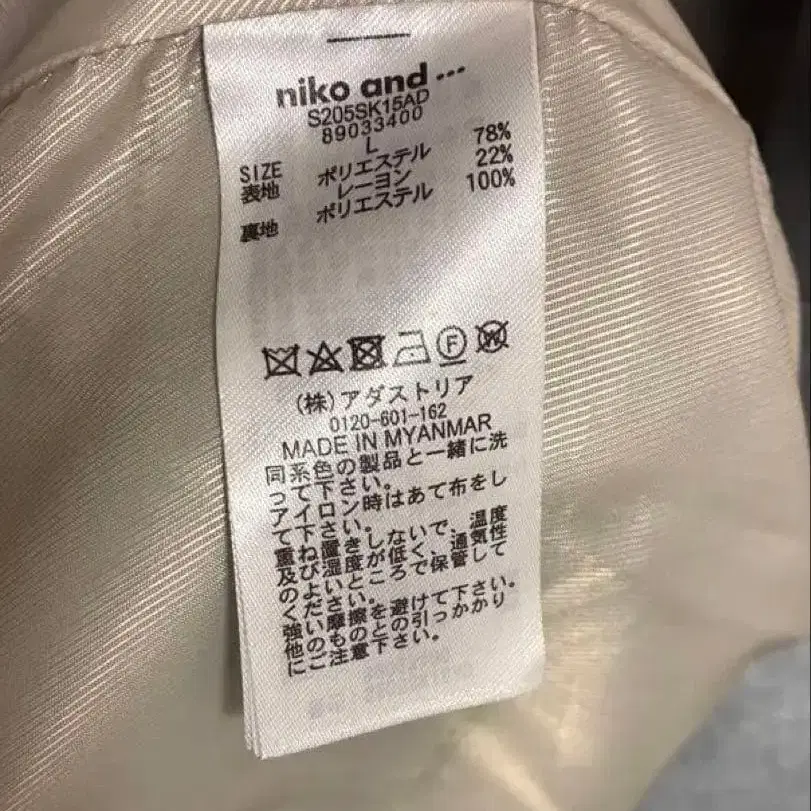 niko and ...
S205SK15AD
89033400
SIZE L
表地 ポリエステル 78%
レーヨン 22%
裏地 ポリエステル 100%
F W
(株)アダストリア
0120-601-162
MADE IN MYANMAR
同系色の製品と一緒に洗
って下さい。
アイロン時はあて布をし
て下さい。
重ね置きしないで、温度
及び湿度が低く、通気性
のよいところで保管して
ください。
強い摩擦を避けて下さい。
他のものとの引っかかり
にご注意下さい。